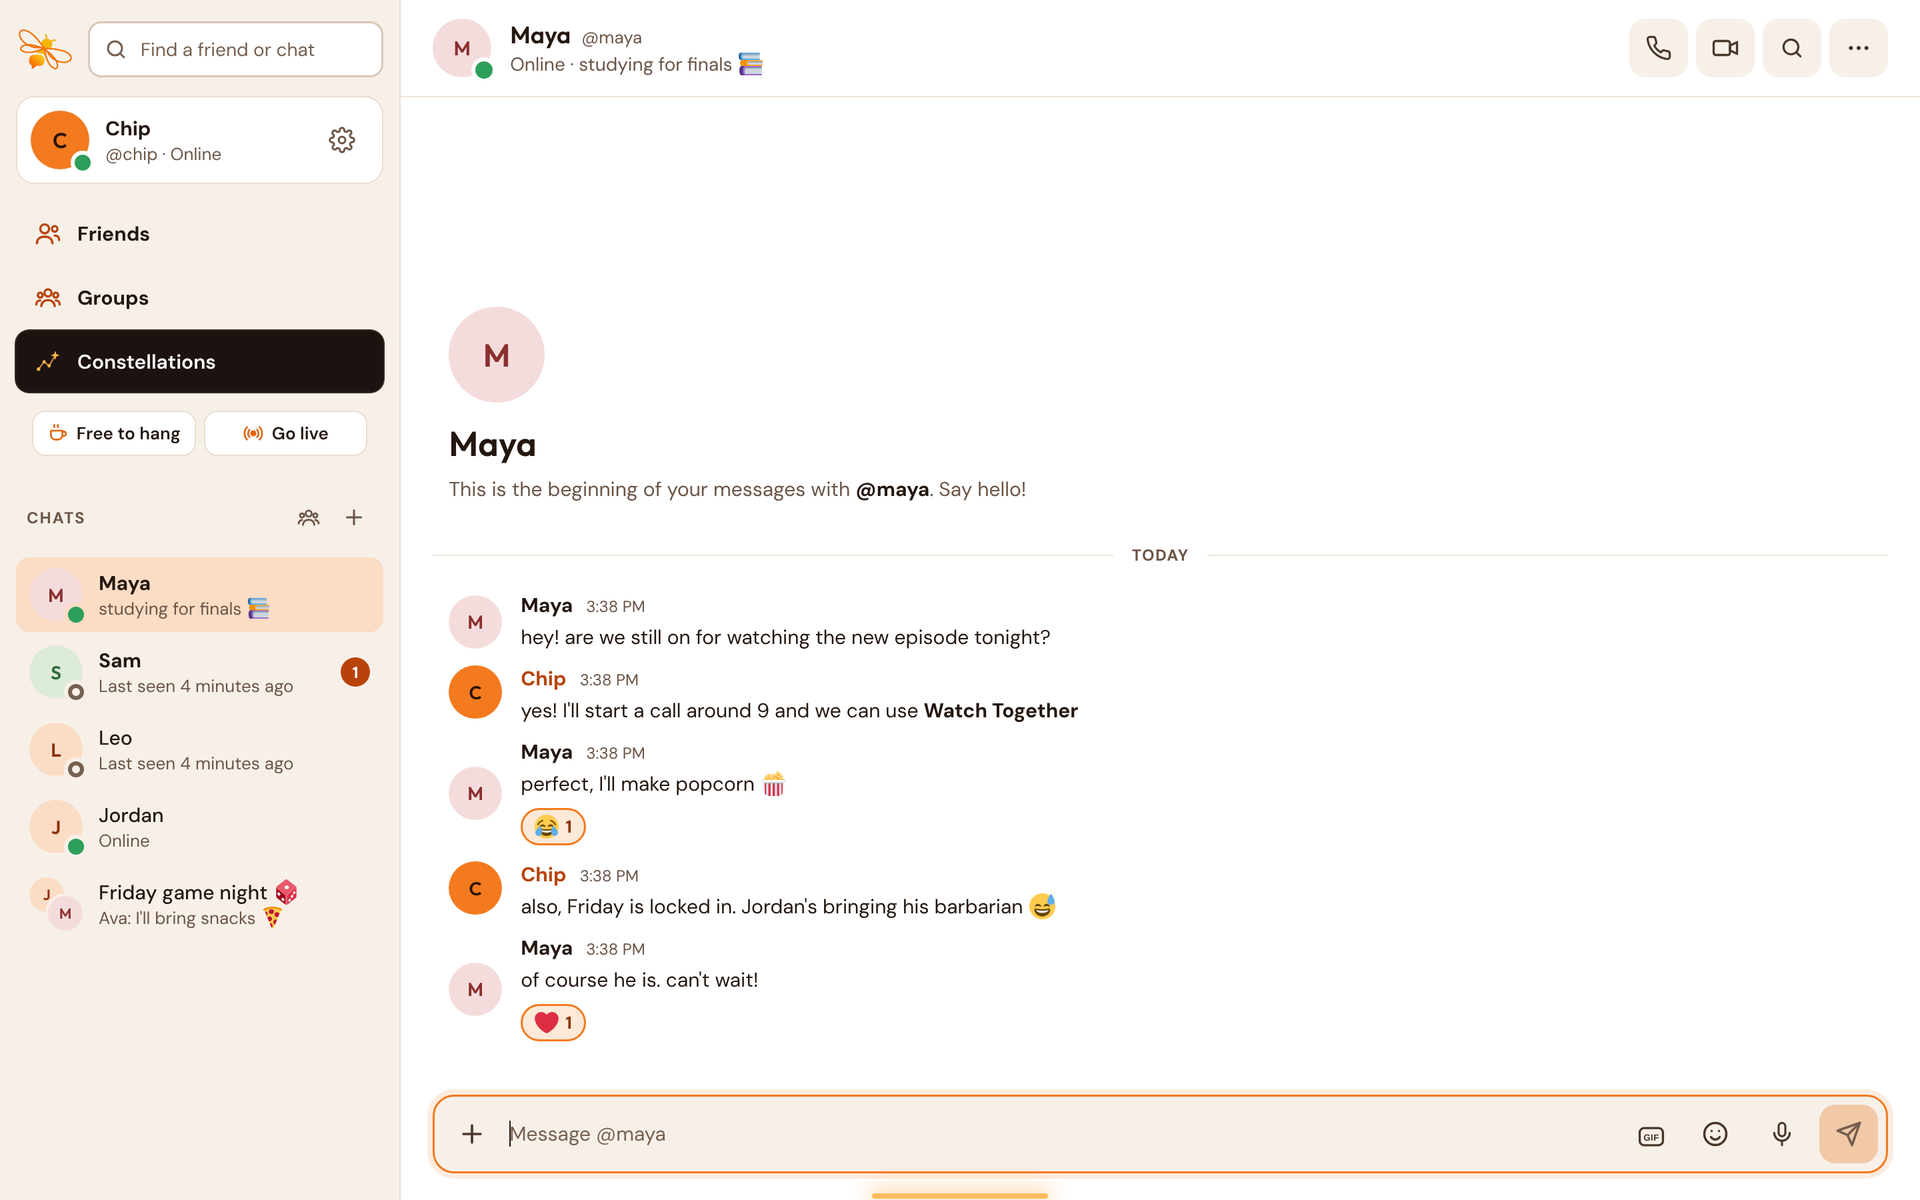 Find a friend or chat
C
Chip
@chip · Online
Friends
Groups
Constellations
Free to hang
Go live
CHATS
M
Maya
studying for finals 📚
S
Sam
Last seen 4 minutes ago
1
L
Leo
Last seen 4 minutes ago
J
Jordan
Online
J
M
Friday game night 🎲
Ava: I'll bring snacks 🍕
M
Maya @maya
Online · studying for finals 📚
M
Maya
This is the beginning of your messages with @maya. Say hello!
TODAY
M
Maya 3:38 PM
hey! are we still on for watching the new episode tonight?
C
Chip 3:38 PM
yes! I'll start a call around 9 and we can use Watch Together
M
Maya 3:38 PM
perfect, I'll make popcorn 🍿
😂 1
C
Chip 3:38 PM
also, Friday is locked in. Jordan's bringing his barbarian 😅
M
Maya 3:38 PM
of course he is. can't wait!
❤️ 1
Message @maya
GIF